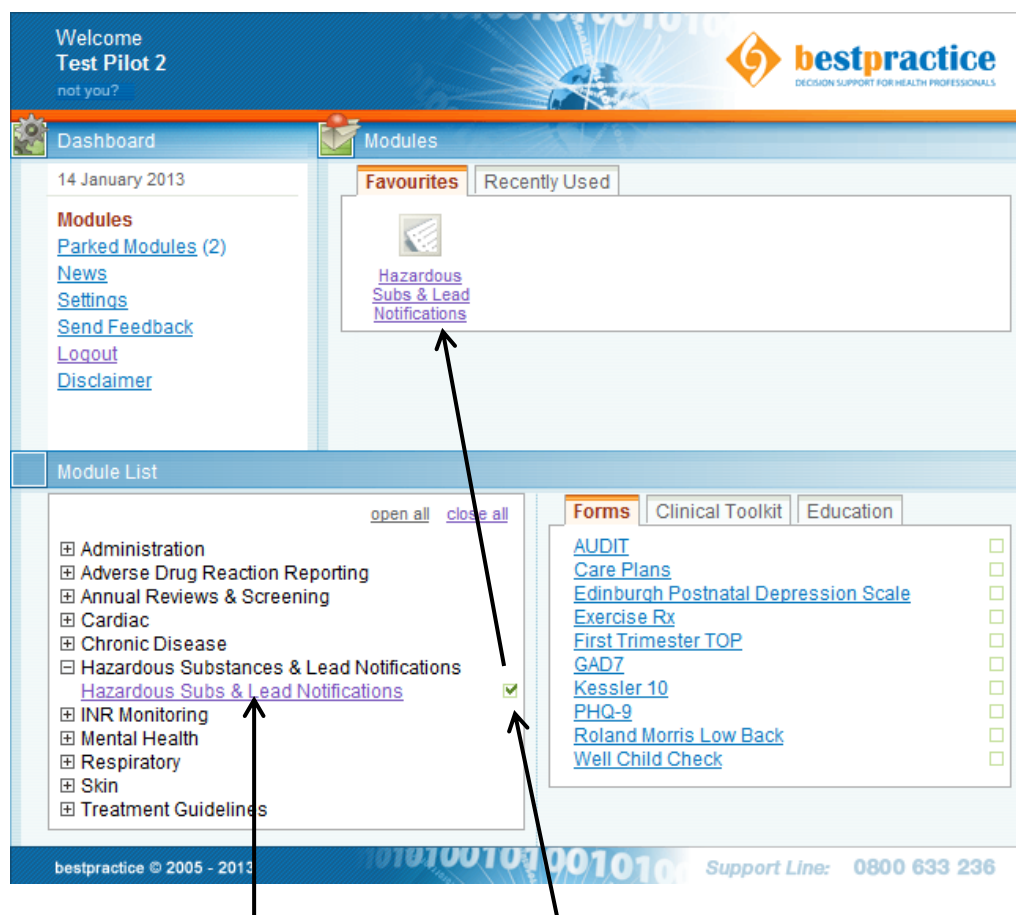 Welcome
Test Pilot 2
not you?
bestpractice
DECISION SUPPORT FOR HEALTH PROFESSIONALS
Dashboard
14 January 2013
Modules
Parked Modules (2)
News
Settings
Send Feedback
Logout
Disclaimer
Modules
Favourites
Recently Used
Hazardous
Subs & Lead
Notifications
Module List
open all close all
Administration
Adverse Drug Reaction Reporting
Annual Reviews & Screening
Cardiac
Chronic Disease
Hazardous Substances & Lead Notifications
Hazardous Subs & Lead Notifications
INR Monitoring
Mental Health
Respiratory
Skin
Treatment Guidelines
Forms
Clinical Toolkit
Education
AUDIT
Care Plans
Edinburgh Postnatal Depression Scale
Exercise Rx
First Trimester TOP
GAD7
Kessler 10
PHQ-9
Roland Morris Low Back
Well Child Check
bestpractice © 2005 - 2013
Support Line: 0800 633 236